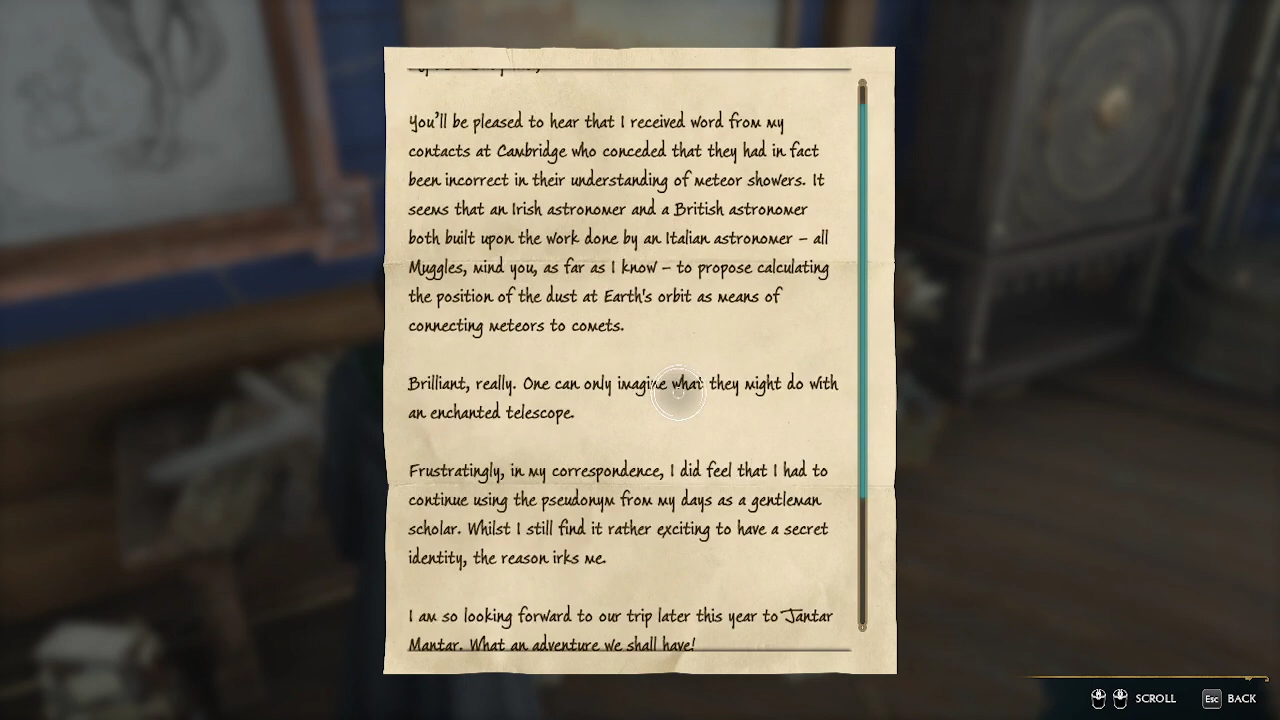 You'll be pleased to hear that I received word from my
contacts at Cambridge who conceded that they had in fact
been incorrect in their understanding of meteor showers. It
seems that an Irish astronomer and a British astronomer
both built upon the work done by an Italian astronomer – all
Muggles, mind you, as far as I know – to propose calculating
the position of the dust at Earth's orbit as means of
connecting meteors to comets.
Brilliant, really. One can only imagine what they might do with
an enchanted telescope.
Frustratingly, in my correspondence, I did feel that I had to
continue using the pseudonym from my days as a gentleman
scholar. Whilst I still find it rather exciting to have a secret
identity, the reason irks me.
I am so looking forward to our trip later this year to Jantar
Mantar. What an adventure we shall have!
SCROLL
Esc BACK